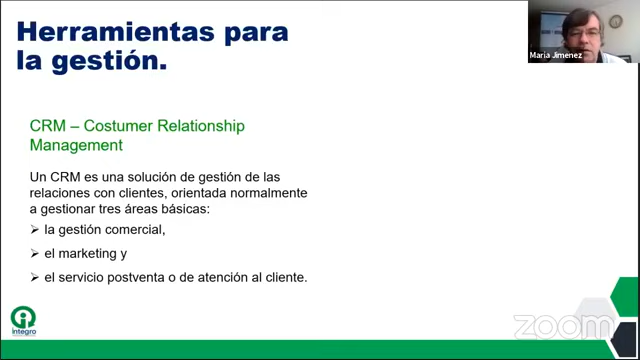 Herramientas para
la gestión.
Maria Jimenez
CRM – Costumer Relationship
Management
Un CRM es una solución de gestión de las
relaciones con clientes, orientada normalmente
a gestionar tres áreas básicas:
la gestión comercial,
el marketing y
el servicio postventa o de atención al cliente.
integro
zoom